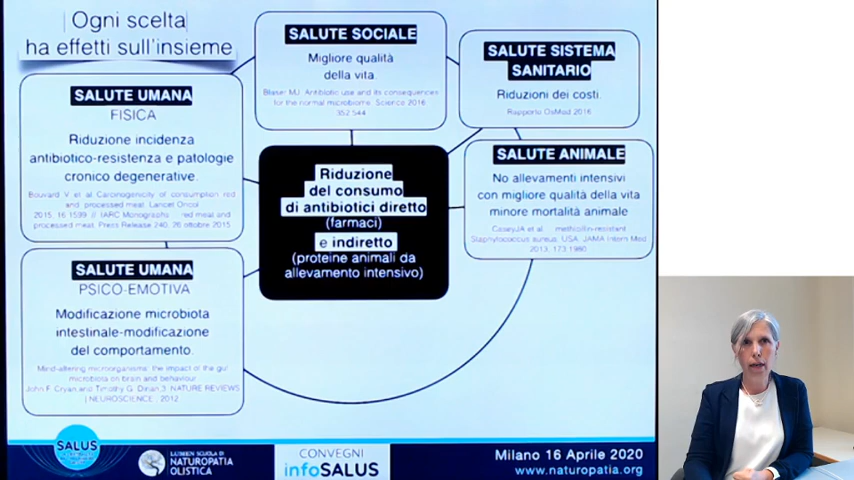 Ogni scelta
ha effetti sull'insieme
SALUTE SOCIALE
Migliore qualità
della vita.
Blaser MJ. Antibiotic use and its consequences
for the normal microbiome. Science 2016
352:544
SALUTE SISTEMA
SANITARIO
Riduzioni dei costi.
Rapporto OsMed 2016
SALUTE UMANA
FISICA
Riduzione incidenza
antibiotico-resistenza e patologie
cronico degenerative.
Bouvard V et al Carcinogenicity of consumption red
and processed meat. Lancet Oncol
2015, 16:1599 // IARC Monographs red meat and
processed meat. Press Release 240, 26 ottobre 2015
Riduzione
del consumo
di antibiotici diretto
(farmaci)
e indiretto
(proteine animali da
allevamento intensivo)
SALUTE ANIMALE
No allevamenti intensivi
con migliore qualità della vita
minore mortalità animale
CaseyJA et al. methicillin-resistant
Staphylococcus aureus. USA. JAMA Intern Med
2013, 173:1980
SALUTE UMANA
PSICO-EMOTIVA
Modificazione microbiota
intestinale-modificazione
del comportamento.
Mind-altering microorganisms: the impact of the gut
microbiota on brain and behaviour
John F. Cryan and Timothy G. Dinan 3. NATURE REVIEWS
| NEUROSCIENCE . 2012
SALUS
NATUROPATIA
OLISTICA
CONVEGNI
infoSALUS
Milano 16 Aprile 2020
www.naturopatia.org